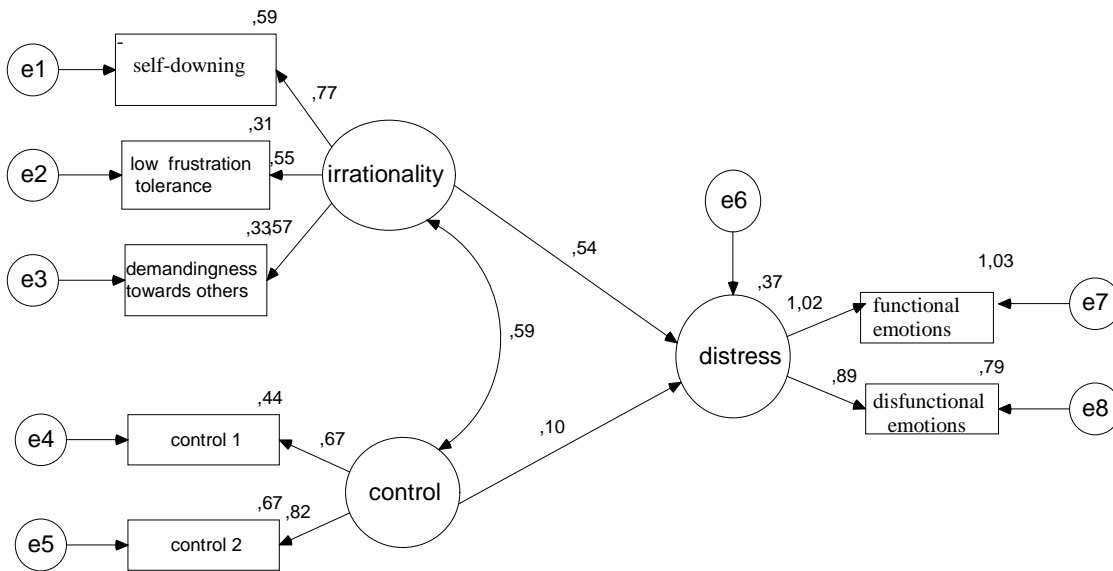 ,59
-
self-downing
e1
,77
,31
low frustration
tolerance
e2
,55
irrationality
,33,57
demandingness
towards others
e3
e6
,54
,37
1,02
1,03
functional
emotions
e7
,59
distress
,89
,79
disfunctional
emotions
e8
,44
control 1
e4
,67
,10
control
,67
,82
control 2
e5